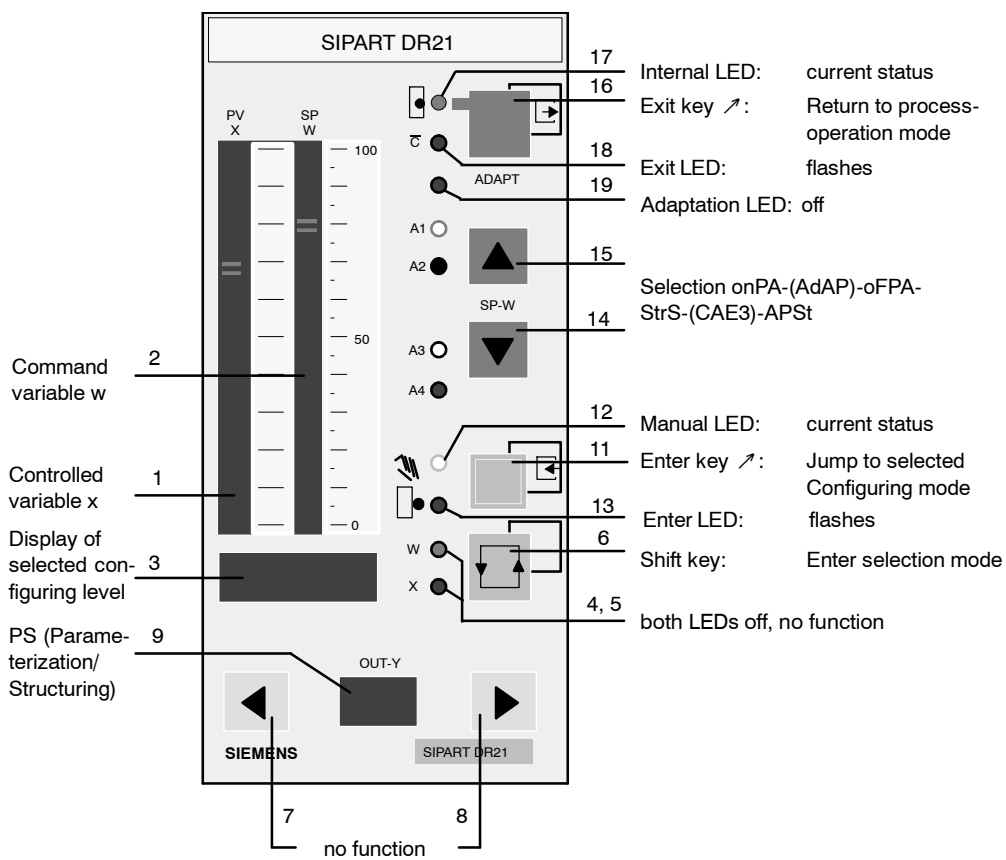 SIPART DR21
PV
X
SP
W
100
50
0
C
ADAPT
A1
A2
SP-W
A3
A4
W
X
OUT-Y
SIEMENS
SIPART DR21
2
Command
variable w
1
Controlled
variable x
3
Display of
selected con-
figuring level
9
PS (Parame-
terization/
Structuring)
17
Internal LED: current status
16
Exit key ↗: Return to process-
operation mode
18
Exit LED: flashes
19
Adaptation LED: off
15
Selection onPA-(AdAP)-oFPA-
StrS-(CAE3)-APSt
14
12
Manual LED: current status
11
Enter key ↗: Jump to selected
Configuring mode
13
Enter LED: flashes
6
Shift key: Enter selection mode
4, 5
both LEDs off, no function
7
8
no function